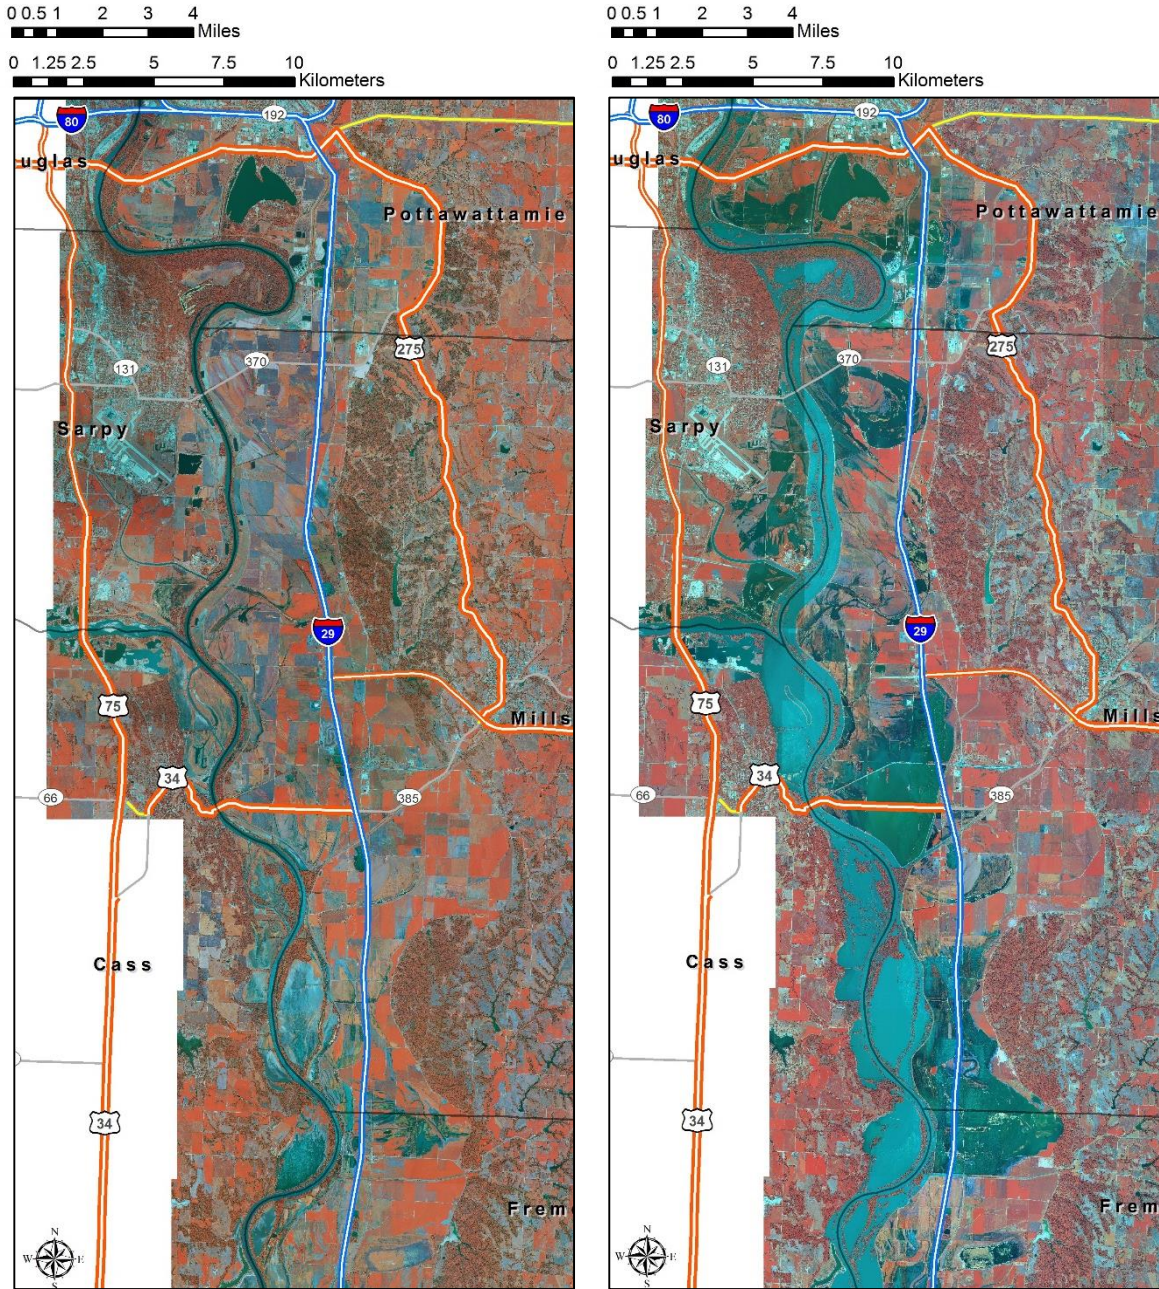 0 0.5 1 2 3 4
Miles
0 1.25 2.5 5 7.5 10
Kilometers
80
192
uglas
Pottawattamie
275
370
131
Sarpy
29
75
Mills
34
66
385
Cass
34
Frem
N
W E
S
0 0.5 1 2 3 4
Miles
0 1.25 2.5 5 7.5 10
Kilometers
80
192
uglas
Pottawattamie
275
370
131
Sarpy
29
75
Mills
34
66
385
Cass
34
Frem
N
W E
S